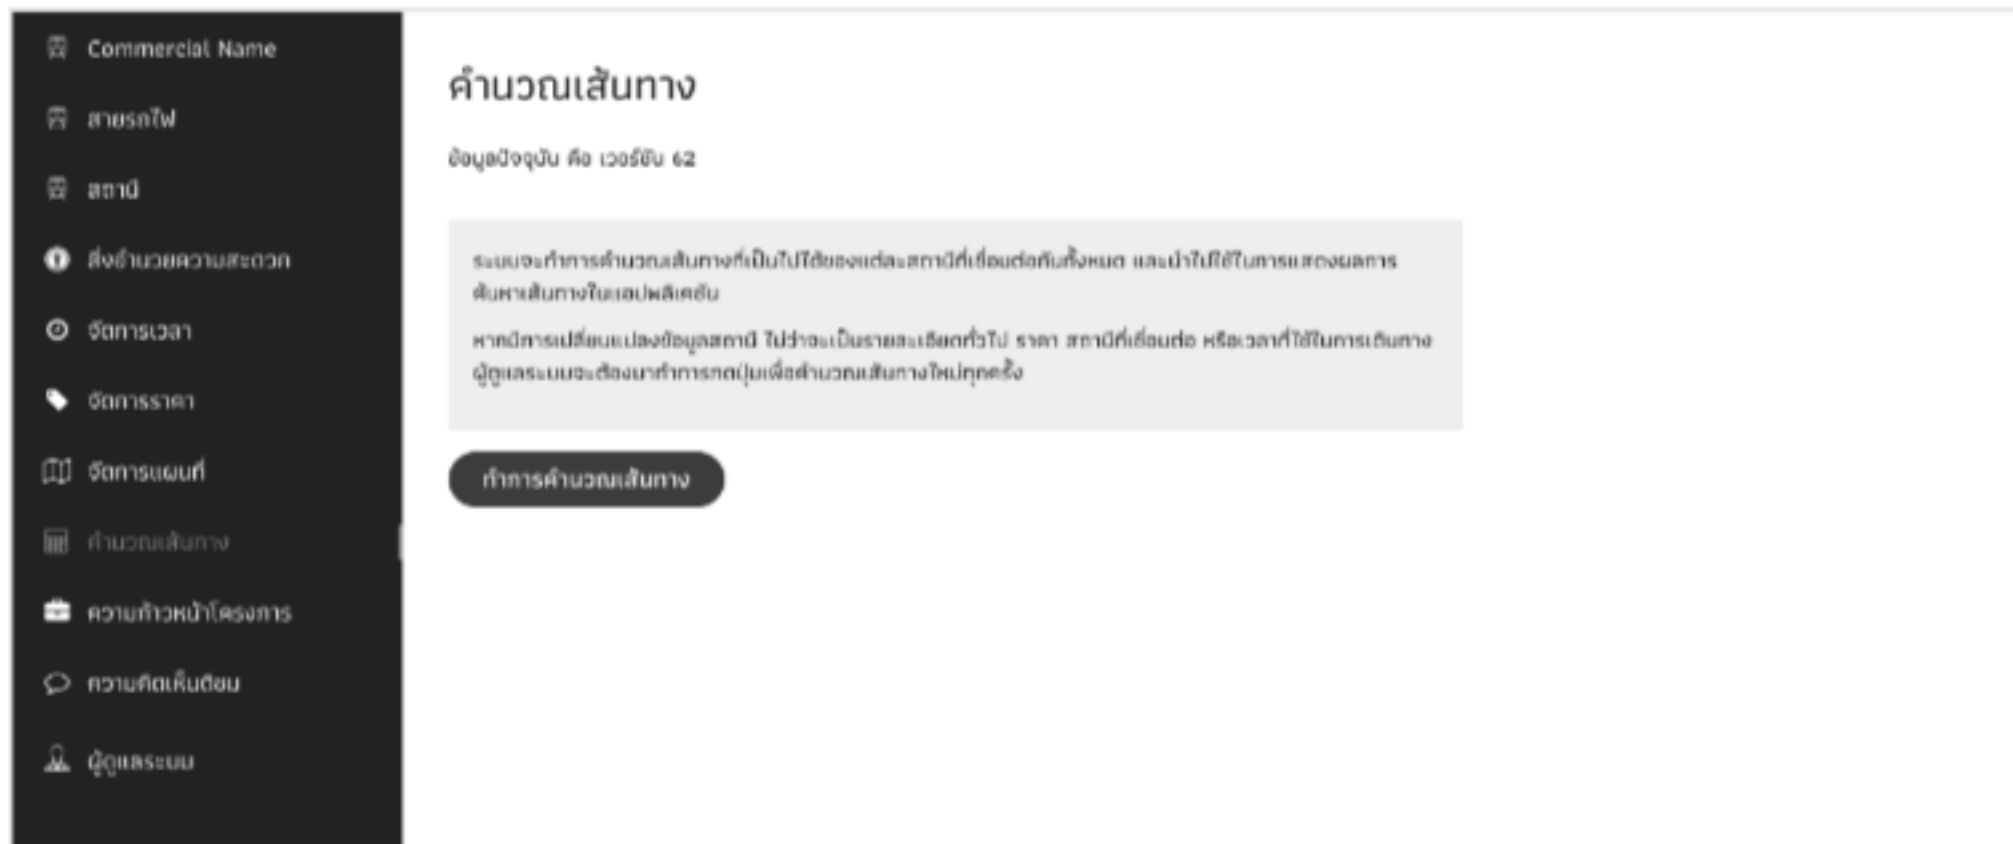 Commercial Name
สายรถไฟ
สถานี
สิ่งอำนวยความสะดวก
จัดการเวลา
จัดการราคา
จัดการแผนที่
คำนวณเส้นทาง
ความก้าวหน้าโครงการ
ความคิดเห็นติชม
ผู้ดูแลระบบ
คำนวณเส้นทาง
ข้อมูลปัจจุบัน คือ เวอร์ชัน 62
ระบบจะทำการคำนวณเส้นทางที่เป็นไปได้ของแต่ละสถานีที่เชื่อมต่อกันทั้งหมด และนำไปใช้ในการแสดงผลการ
ค้นหาเส้นทางในแอปพลิเคชัน
หากมีการเปลี่ยนแปลงข้อมูลสถานี ไม่ว่าจะเป็นรายละเอียดทั่วไป ราคา สถานีที่เชื่อมต่อ หรือเวลาที่ใช้ในการเดินทาง
ผู้ดูแลระบบจะต้องมาทำการกดปุ่มเพื่อคำนวณเส้นทางใหม่ทุกครั้ง
ทำการคำนวณเส้นทาง